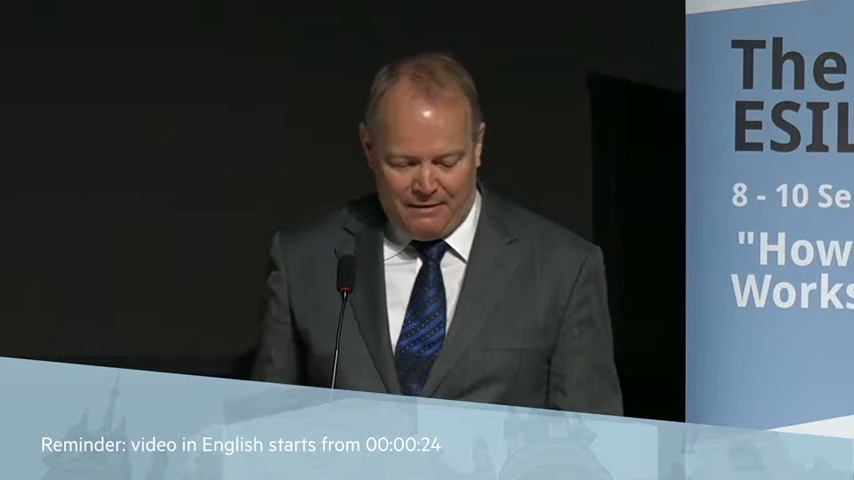 The
ESIL
8 - 10 Se
"How
Works
Reminder: video in English starts from 00:00:24